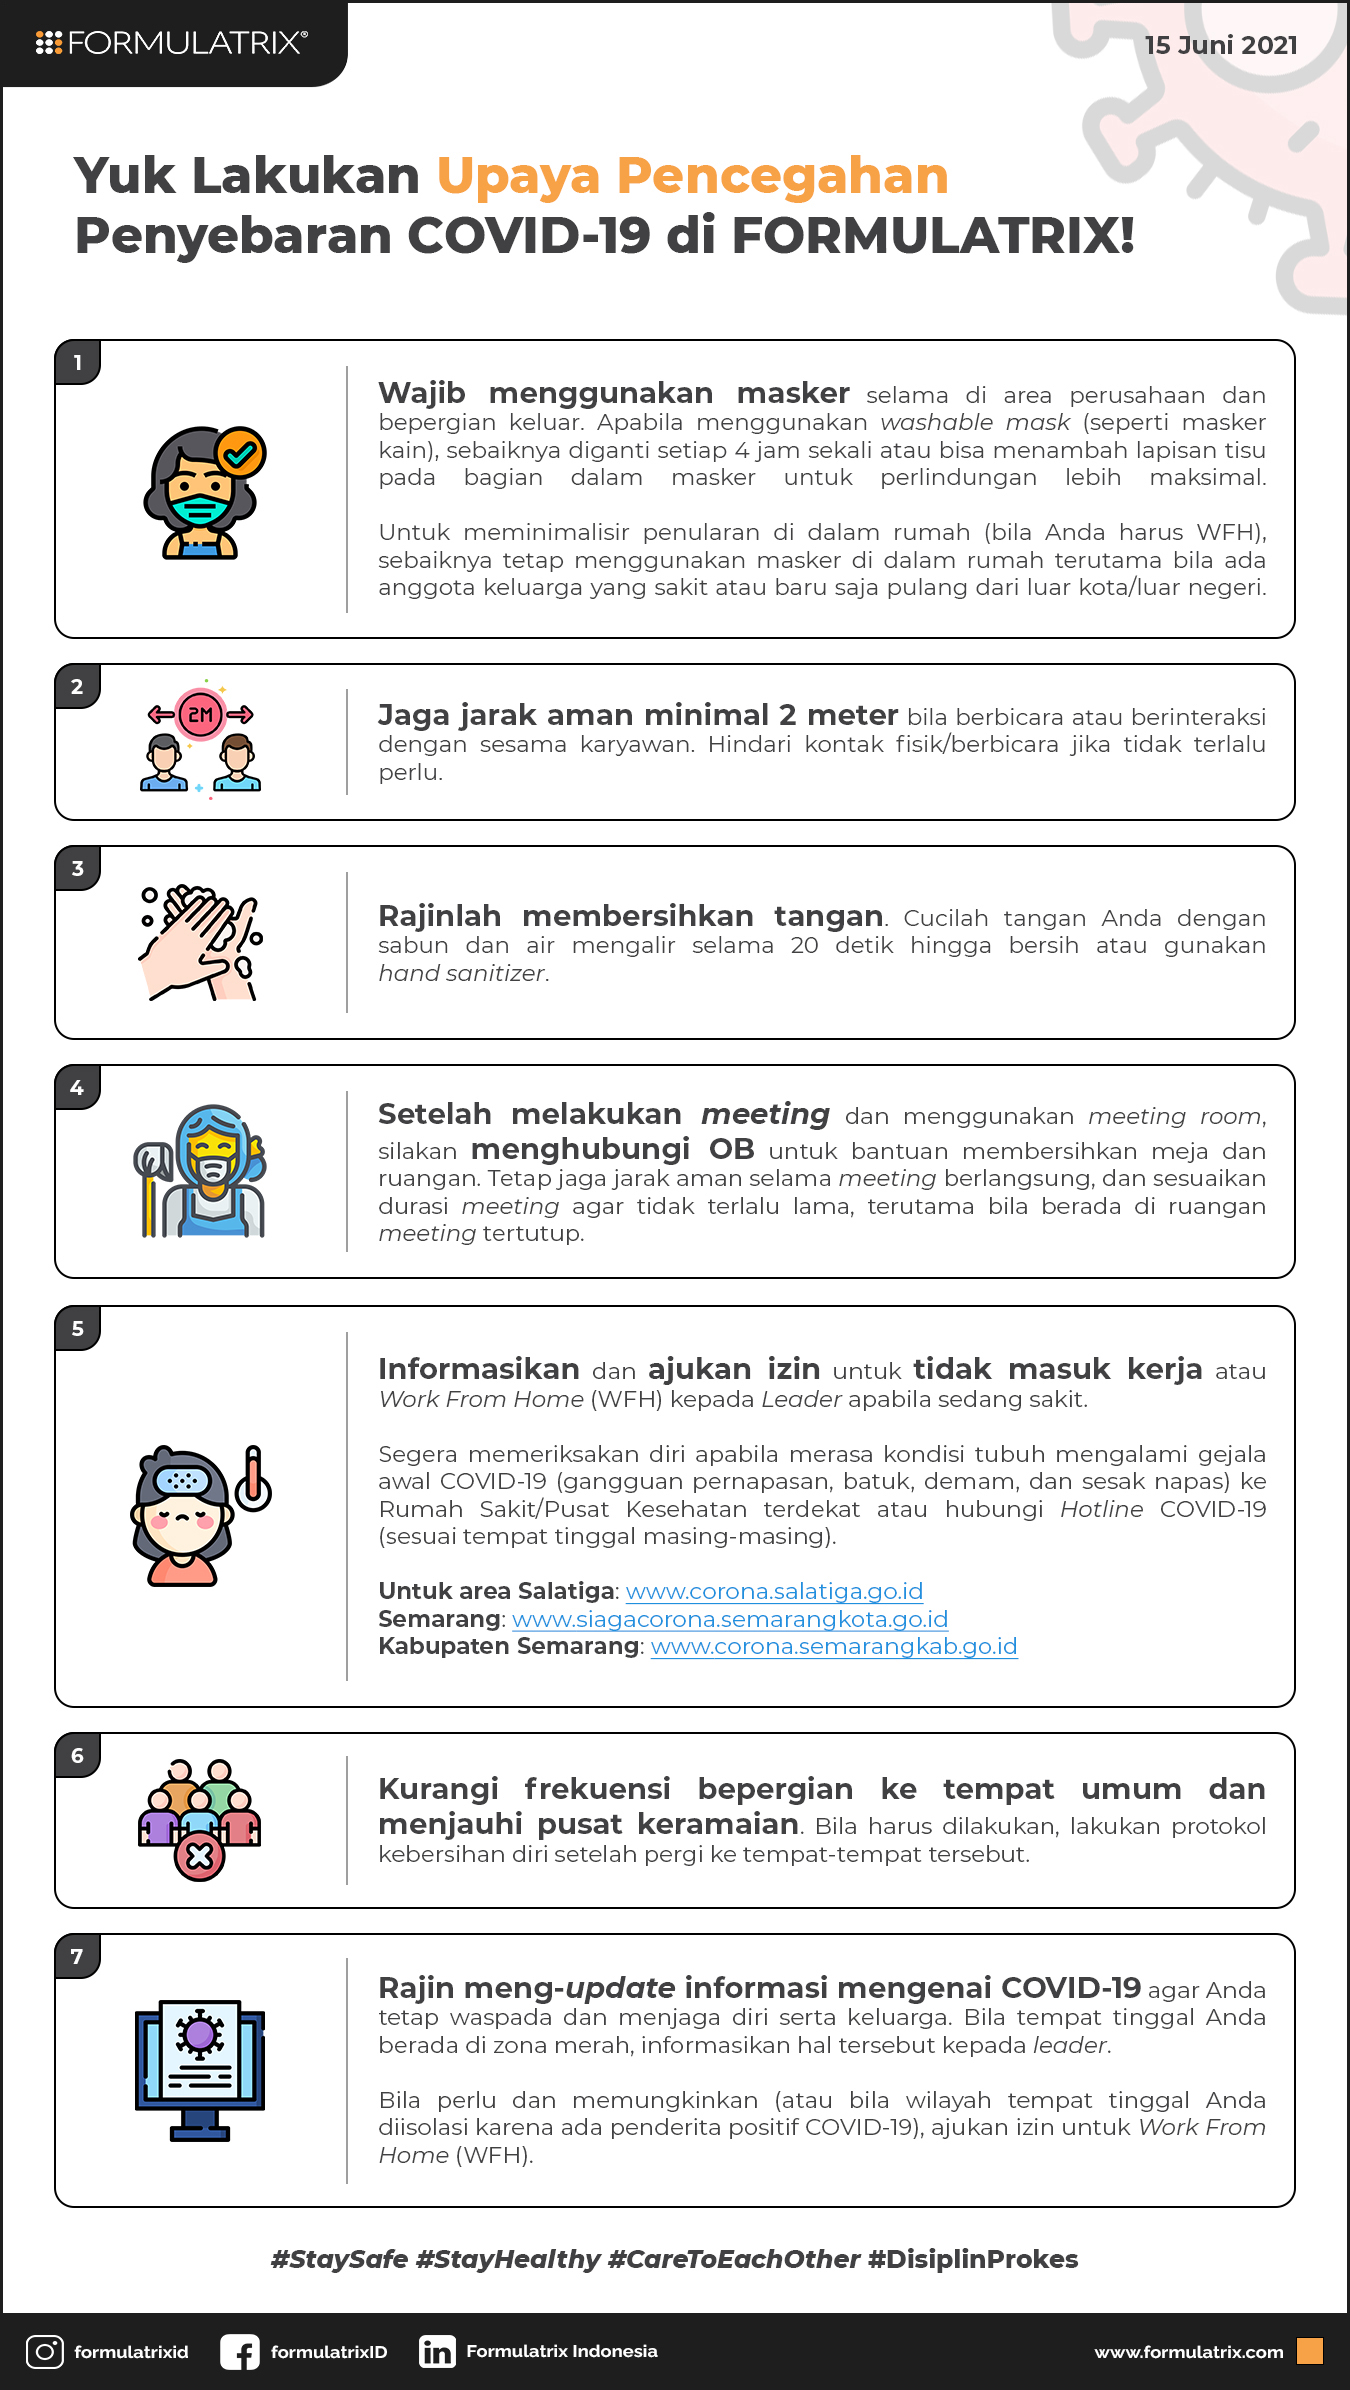 FORMULATRIX®
15 Juni 2021
Yuk Lakukan Upaya Pencegahan
Penyebaran COVID-19 di FORMULATRIX!
1
Wajib menggunakan masker selama di area perusahaan dan
bepergian keluar. Apabila menggunakan washable mask (seperti masker
kain), sebaiknya diganti setiap 4 jam sekali atau bisa menambah lapisan tisu
pada bagian dalam masker untuk perlindungan lebih maksimal.
Untuk meminimalisir penularan di dalam rumah (bila Anda harus WFH),
sebaiknya tetap menggunakan masker di dalam rumah terutama bila ada
anggota keluarga yang sakit atau baru saja pulang dari luar kota/luar negeri.
2
2M
Jaga jarak aman minimal 2 meter bila berbicara atau berinteraksi
dengan sesama karyawan. Hindari kontak fisik/berbicara jika tidak terlalu
perlu.
3
Rajinlah membersihkan tangan. Cucilah tangan Anda dengan
sabun dan air mengalir selama 20 detik hingga bersih atau gunakan
hand sanitizer.
4
Setelah melakukan meeting dan menggunakan meeting room,
silakan menghubungi OB untuk bantuan membersihkan meja dan
ruangan. Tetap jaga jarak aman selama meeting berlangsung, dan sesuaikan
durasi meeting agar tidak terlalu lama, terutama bila berada di ruangan
meeting tertutup.
5
Informasikan dan ajukan izin untuk tidak masuk kerja atau
Work From Home (WFH) kepada Leader apabila sedang sakit.
Segera memeriksakan diri apabila merasa kondisi tubuh mengalami gejala
awal COVID-19 (gangguan pernapasan, batuk, demam, dan sesak napas) ke
Rumah Sakit/Pusat Kesehatan terdekat atau hubungi Hotline COVID-19
(sesuai tempat tinggal masing-masing).
Untuk area Salatiga: www.corona.salatiga.go.id
Semarang: www.siagacorona.semarangkota.go.id
Kabupaten Semarang: www.corona.semarangkab.go.id
6
Kurangi frekuensi bepergian ke tempat umum dan
menjauhi pusat keramaian. Bila harus dilakukan, lakukan protokol
kebersihan diri setelah pergi ke tempat-tempat tersebut.
7
Rajin meng-update informasi mengenai COVID-19 agar Anda
tetap waspada dan menjaga diri serta keluarga. Bila tempat tinggal Anda
berada di zona merah, informasikan hal tersebut kepada leader.
Bila perlu dan memungkinkan (atau bila wilayah tempat tinggal Anda
diisolasi karena ada penderita positif COVID-19), ajukan izin untuk Work From
Home (WFH).
#StaySafe #StayHealthy #CareToEachOther #DisiplinProkes
formulatrixid formulatrixID Formulatrix Indonesia www.formulatrix.com